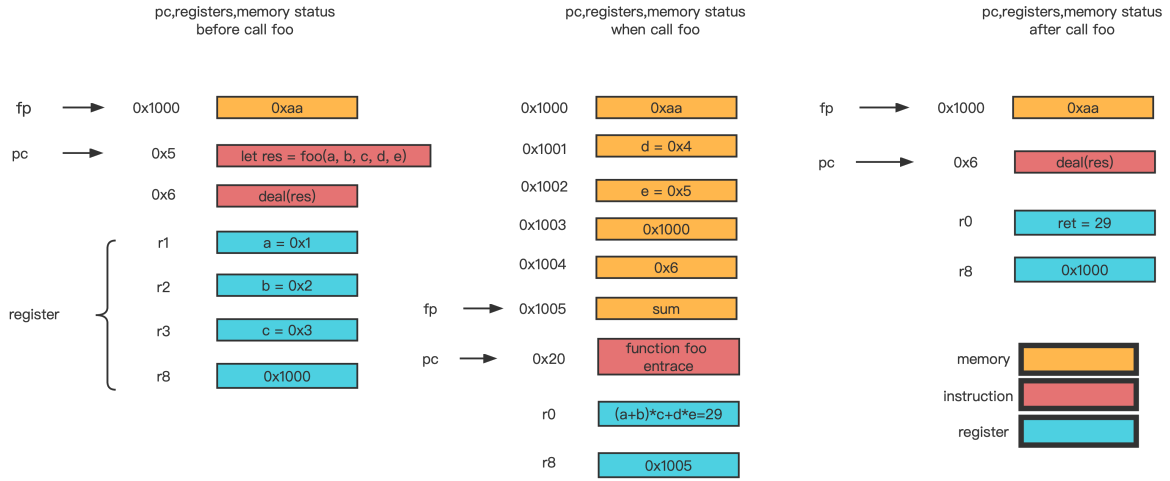 pc,registers,memory status
before call foo
fp
0x1000
0xaa
pc
0x5
let res = foo(a, b, c, d, e)
0x6
deal(res)
register
r1
a = 0x1
r2
b = 0x2
r3
c = 0x3
r8
0x1000
pc,registers,memory status
when call foo
0x1000
0xaa
0x1001
d = 0x4
0x1002
e = 0x5
0x1003
0x1000
0x1004
0x6
fp
0x1005
sum
pc
0x20
function foo
entrace
r0
(a+b)*c+d*e=29
r8
0x1005
pc,registers,memory status
after call foo
fp
0x1000
0xaa
pc
0x6
deal(res)
r0
ret = 29
r8
0x1000
memory
instruction
register